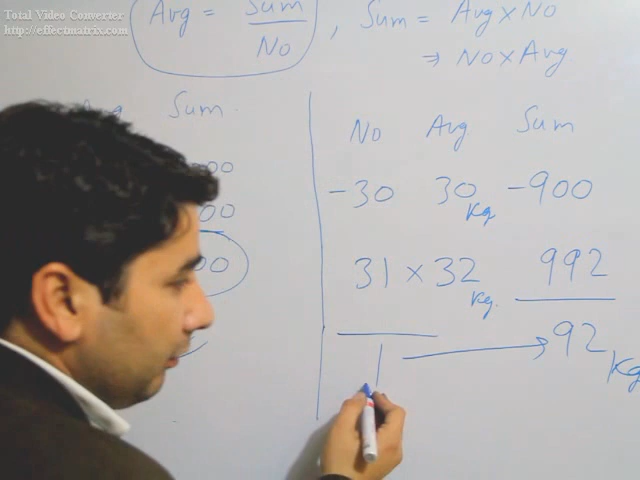 Total Video Converter
http://effectmatrix.com
Avg = Sum / No , Sum = Avg × No
⇒ No × Avg
Sum
No Avg Sum
-30 30 Kg -900
31 × 32 Kg. 992
1 → 92 Kg